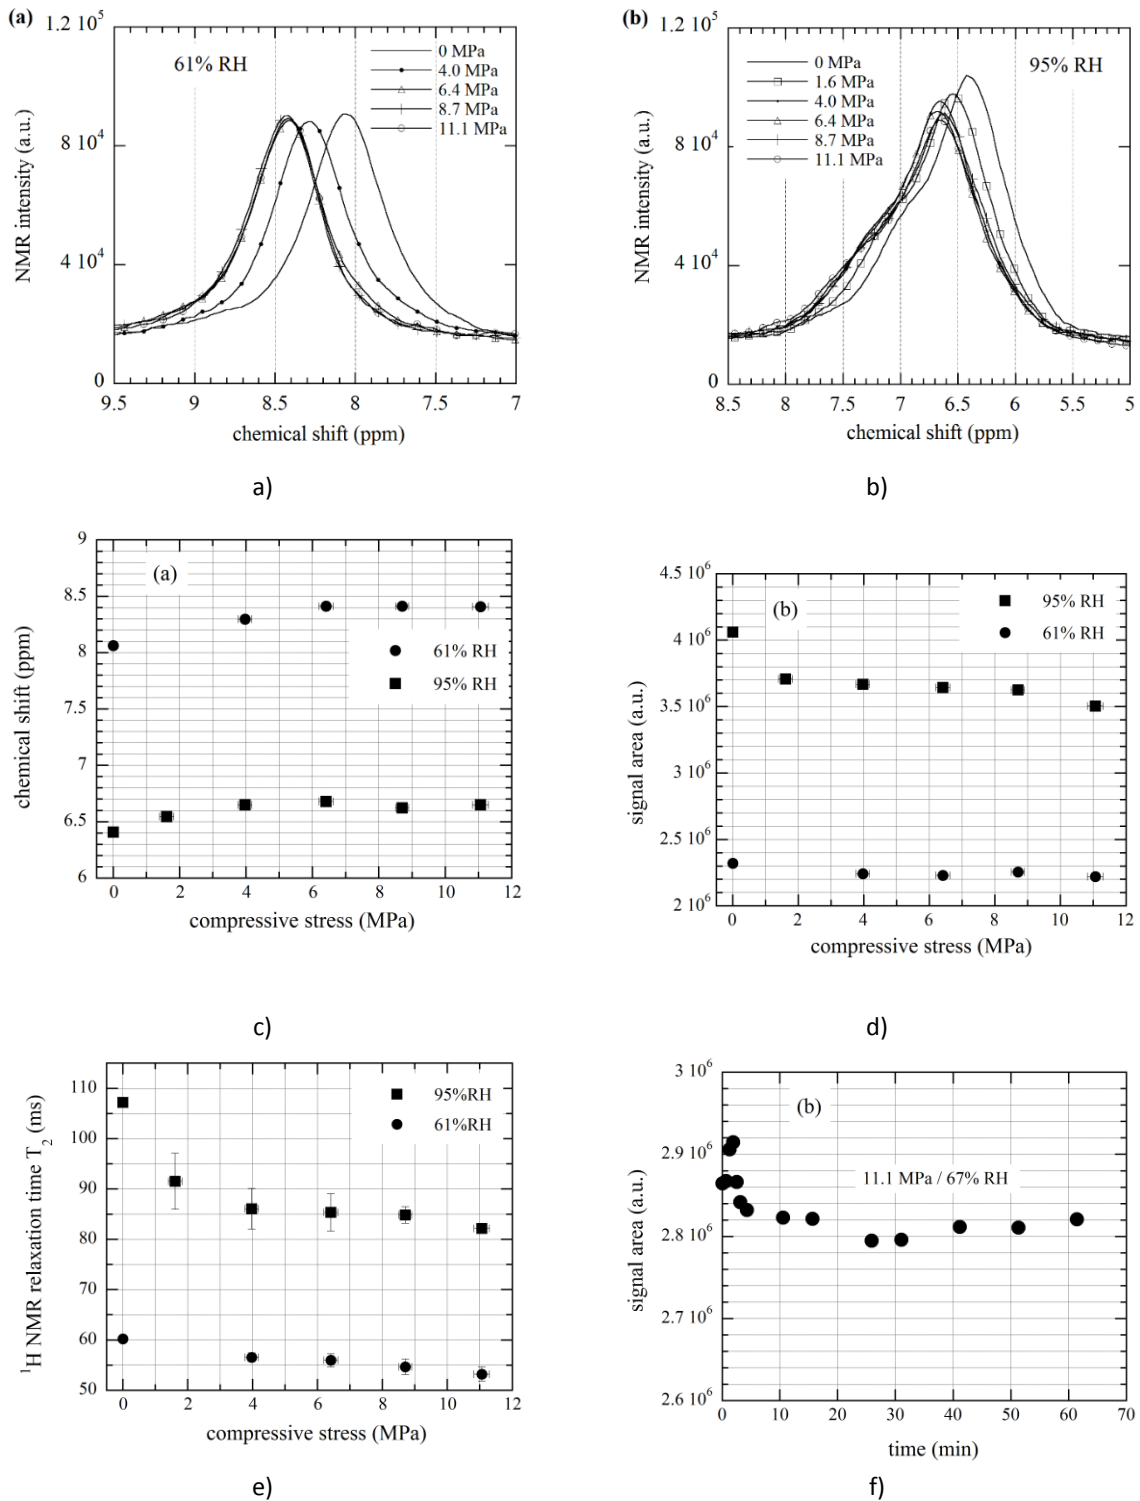 (a)
1.2 10^5
8 10^4
4 10^4
0
NMR intensity (a.u.)
61% RH
0 MPa
4.0 MPa
6.4 MPa
8.7 MPa
11.1 MPa
9.5 9 8.5 8 7.5 7
chemical shift (ppm)
a)
(b)
1.2 10^5
8 10^4
4 10^4
0
NMR intensity (a.u.)
0 MPa
1.6 MPa
4.0 MPa
6.4 MPa
8.7 MPa
11.1 MPa
95% RH
8.5 8 7.5 7 6.5 6 5.5 5
chemical shift (ppm)
b)
9
8.5
8
7.5
7
6.5
6
chemical shift (ppm)
(a)
61% RH
95% RH
0 2 4 6 8 10 12
compressive stress (MPa)
c)
4.5 10^6
4 10^6
3.5 10^6
3 10^6
2.5 10^6
2 10^6
signal area (a.u.)
(b)
95% RH
61% RH
0 2 4 6 8 10 12
compressive stress (MPa)
d)
110
100
90
80
70
60
50
^1H NMR relaxation time T_2 (ms)
95%RH
61%RH
0 2 4 6 8 10 12
compressive stress (MPa)
e)
3 10^6
2.9 10^6
2.8 10^6
2.7 10^6
2.6 10^6
signal area (a.u.)
(b)
11.1 MPa / 67% RH
0 10 20 30 40 50 60 70
time (min)
f)